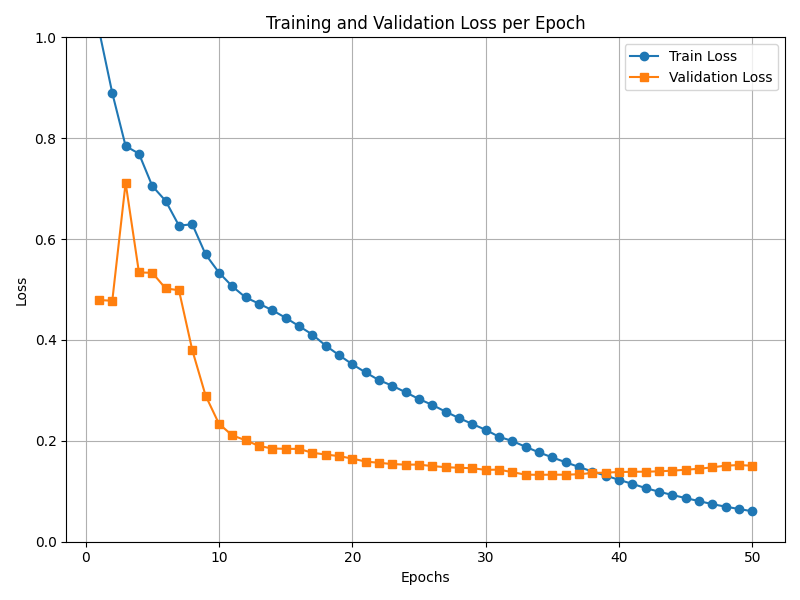 Training and Validation Loss per Epoch
Train Loss
Validation Loss
Loss
1.0
0.8
0.6
0.4
0.2
0.0
0 10 20 30 40 50
Epochs